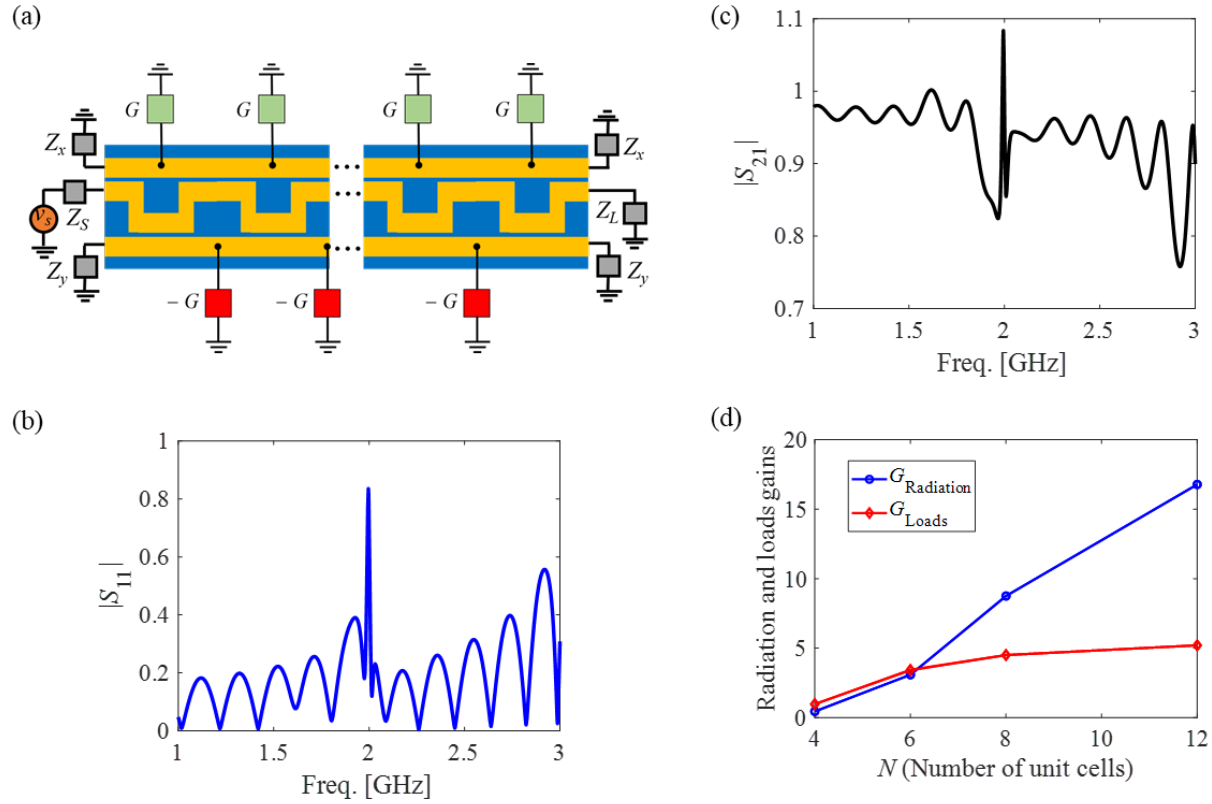 (a)
G
G
G
G
Z_x
Z_x
•••
v_s
Z_S
•••
Z_L
Z_y
•••
Z_y
– G
– G
– G
(b)
1
0.8
0.6
0.4
0.2
0
|S_11|
1
1.5
2
2.5
3
Freq. [GHz]
(c)
1.1
1
0.9
0.8
0.7
|S_21|
1
1.5
2
2.5
3
Freq. [GHz]
(d)
20
15
10
5
0
Radiation and loads gains
G_Radiation
G_Loads
4
6
8
10
12
N (Number of unit cells)